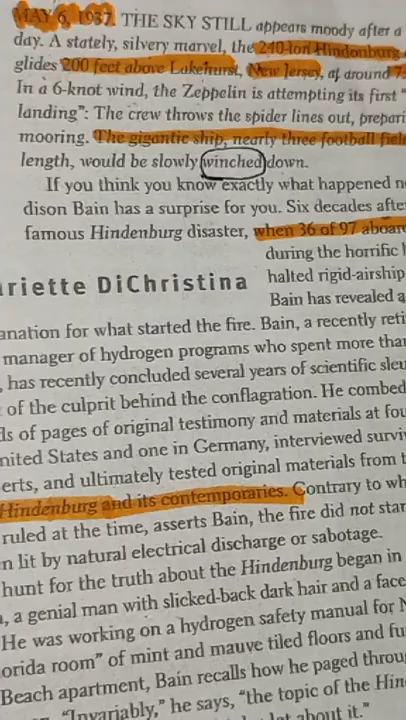 MAY 6, 1937. THE SKY STILL appears moody after a
day. A stately, silvery marvel, the 240-ton Hindenburg
glides 200 feet above Lakehurst, New Jersey, at around 7
In a 6-knot wind, the Zeppelin is attempting its first "
landing": The crew throws the spider lines out, prepari
mooring. The gigantic ship, nearly three football fiel
length, would be slowly winched down.
If you think you know exactly what happened n
dison Bain has a surprise for you. Six decades afte
famous Hindenburg disaster, when 36 of 97 aboar
during the horrific
riette DiChristina
halted rigid-airship
Bain has revealed a
anation for what started the fire. Bain, a recently reti
manager of hydrogen programs who spent more than
, has recently concluded several years of scientific sleu
of the culprit behind the conflagration. He combed
ds of pages of original testimony and materials at fou
nited States and one in Germany, interviewed survi
erts, and ultimately tested original materials from t
Hindenburg and its contemporaries. Contrary to wh
ruled at the time, asserts Bain, the fire did not star
n lit by natural electrical discharge or sabotage.
hunt for the truth about the Hindenburg began in
, a genial man with slicked-back dark hair and a face
He was working on a hydrogen safety manual for N
orida room" of mint and mauve tiled floors and fu
Beach apartment, Bain recalls how he paged throu
"Invariably," he says, "the topic of the Hin
lot about it."